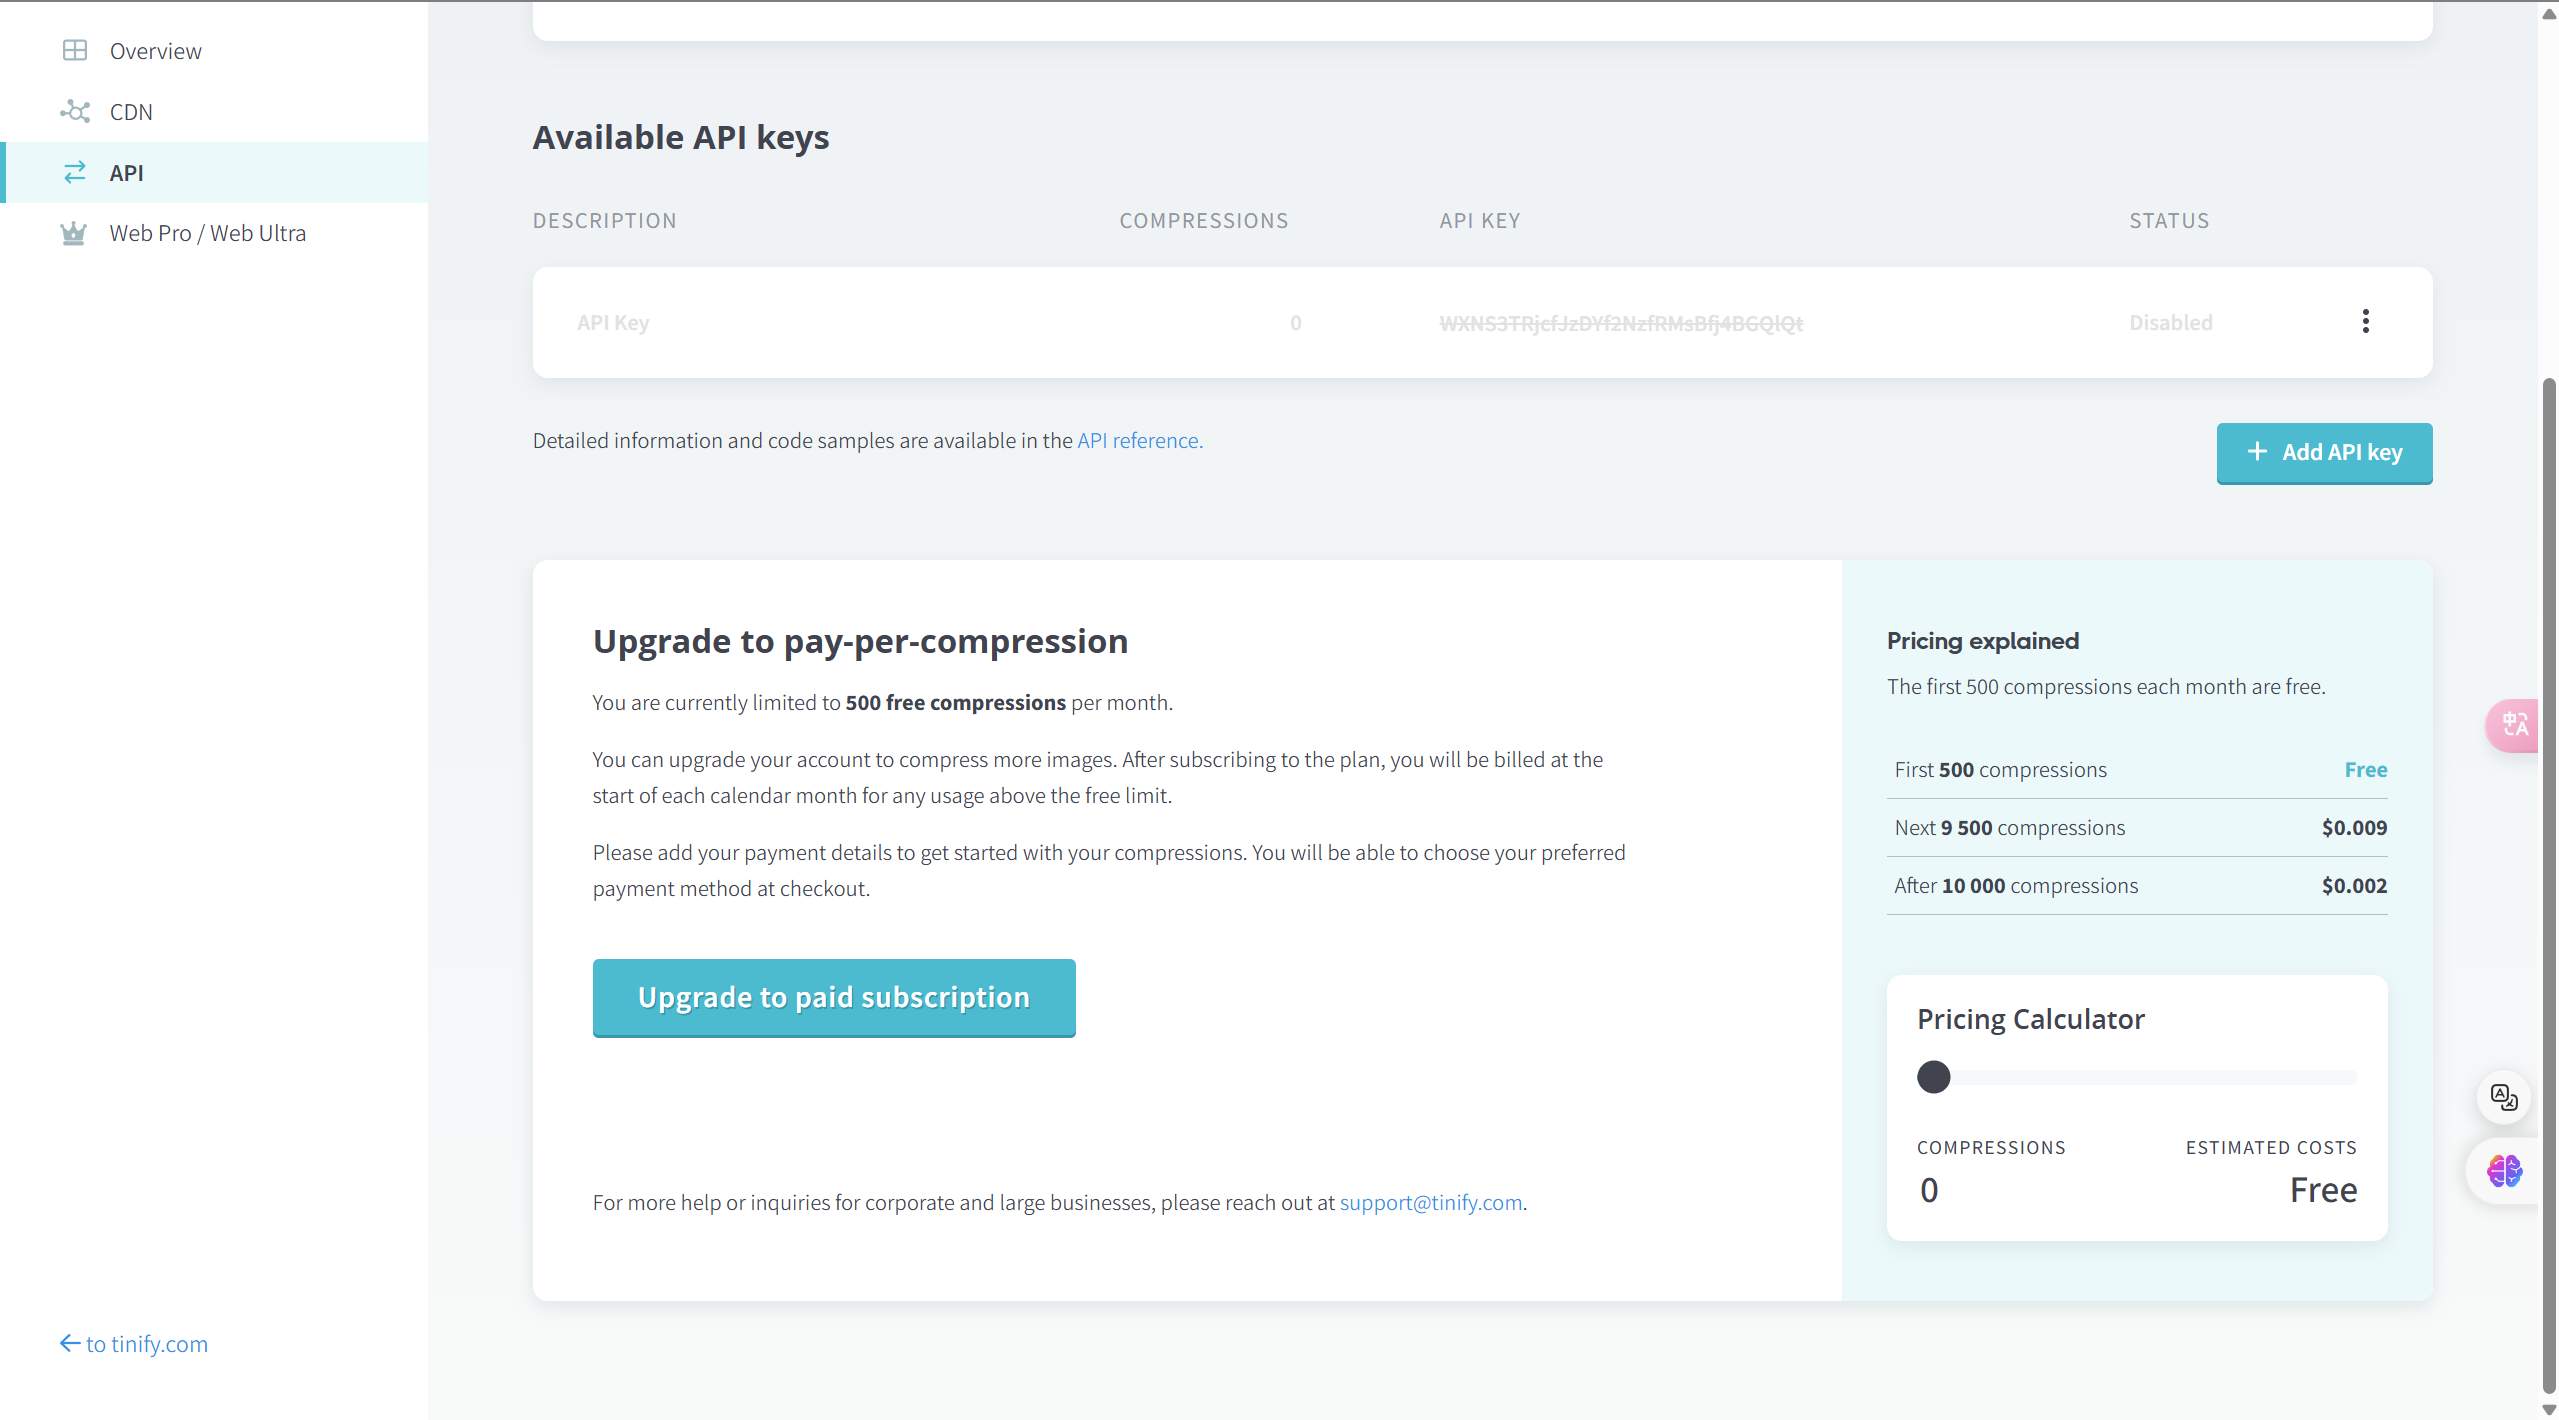 Overview
CDN
API
Web Pro / Web Ultra
to tinify.com
Available API keys
DESCRIPTION COMPRESSIONS API KEY STATUS
API Key 0 WXNS3TRjcfJzDYf2NzfRMsBfj4BGQlQt Disabled
Detailed information and code samples are available in the API reference.
+ Add API key
Upgrade to pay-per-compression
You are currently limited to 500 free compressions per month.
You can upgrade your account to compress more images. After subscribing to the plan, you will be billed at the
start of each calendar month for any usage above the free limit.
Please add your payment details to get started with your compressions. You will be able to choose your preferred
payment method at checkout.
Upgrade to paid subscription
For more help or inquiries for corporate and large businesses, please reach out at support@tinify.com.
Pricing explained
The first 500 compressions each month are free.
First 500 compressions Free
Next 9 500 compressions $0.009
After 10 000 compressions $0.002
Pricing Calculator
COMPRESSIONS ESTIMATED COSTS
0 Free